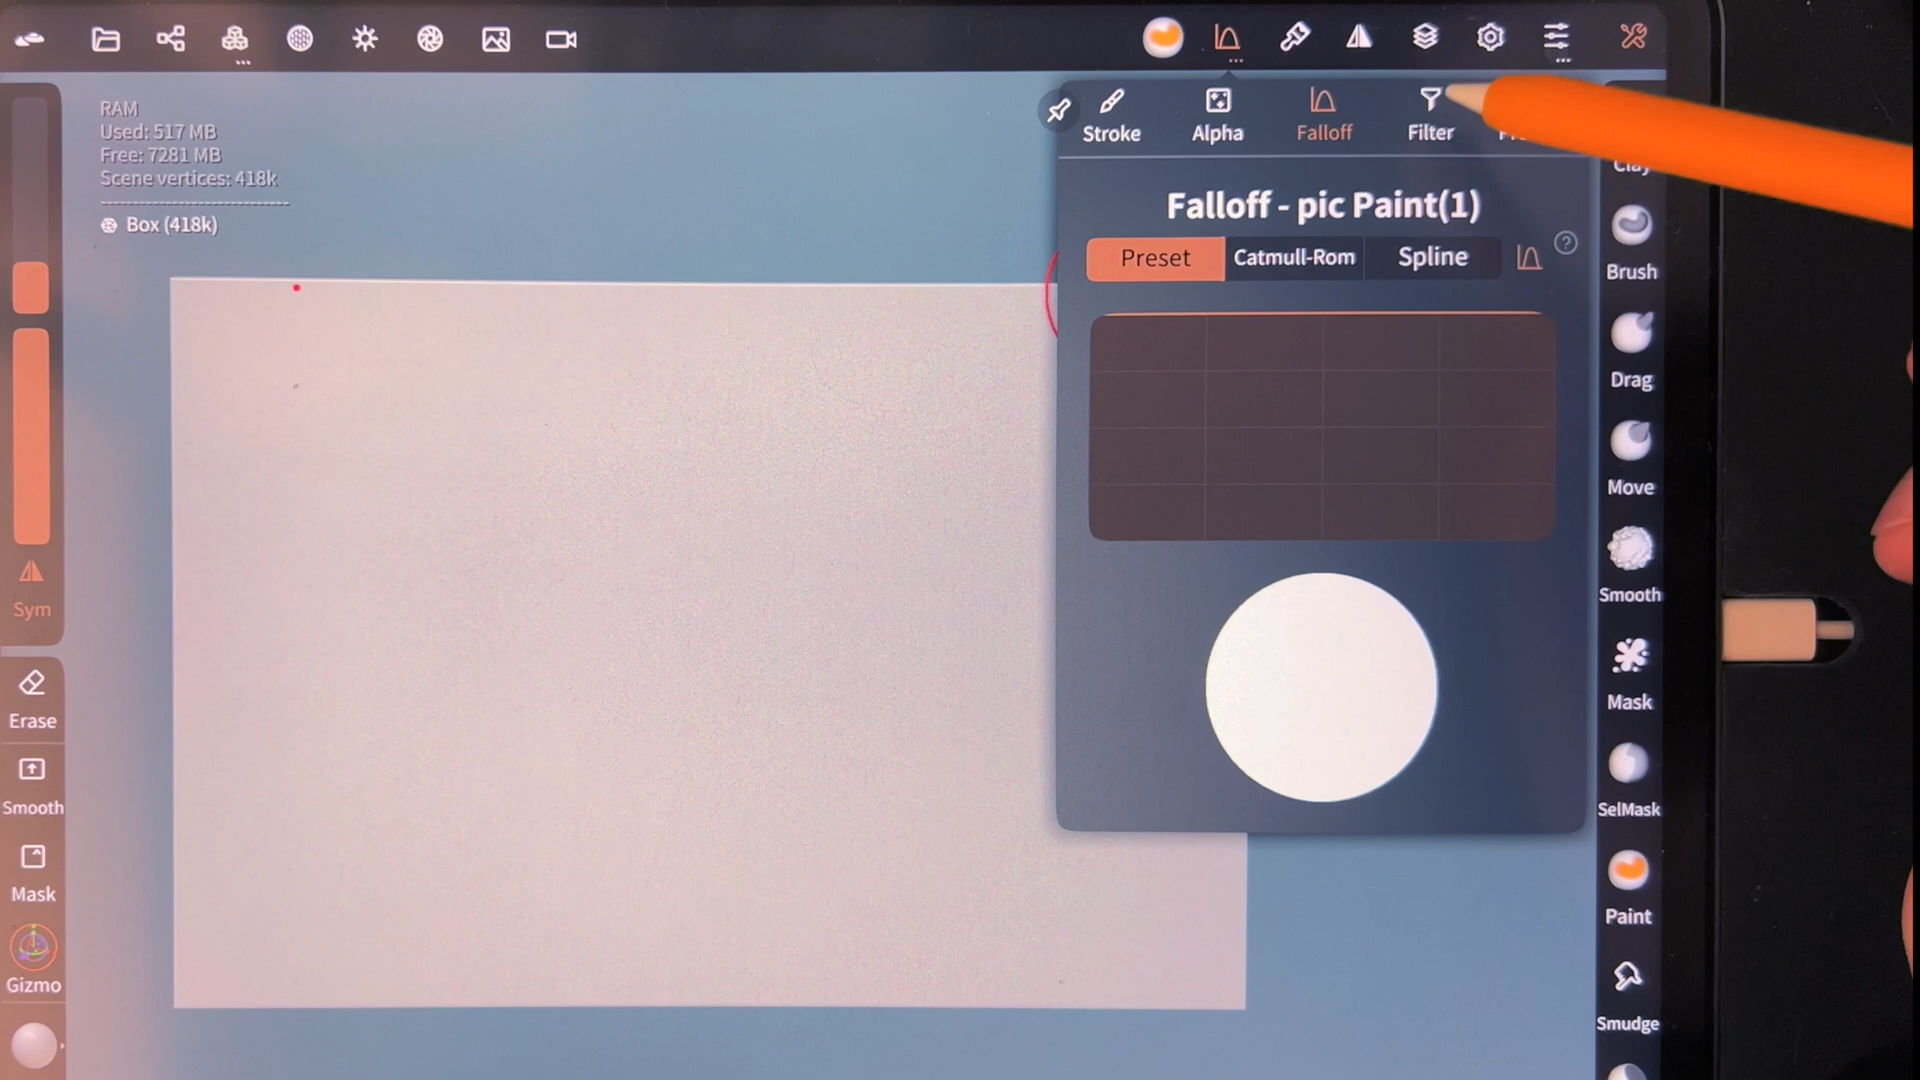 RAM
Used: 517 MB
Free: 7281 MB
Scene vertices: 418k
Box (418k)
Sym
Erase
Smooth
Mask
Gizmo
Stroke
Alpha
Falloff
Filter
Falloff - pic Paint(1)
Preset
Catmull-Rom
Spline
?
Clay
Brush
Drag
Move
Smooth
Mask
SelMask
Paint
Smudge